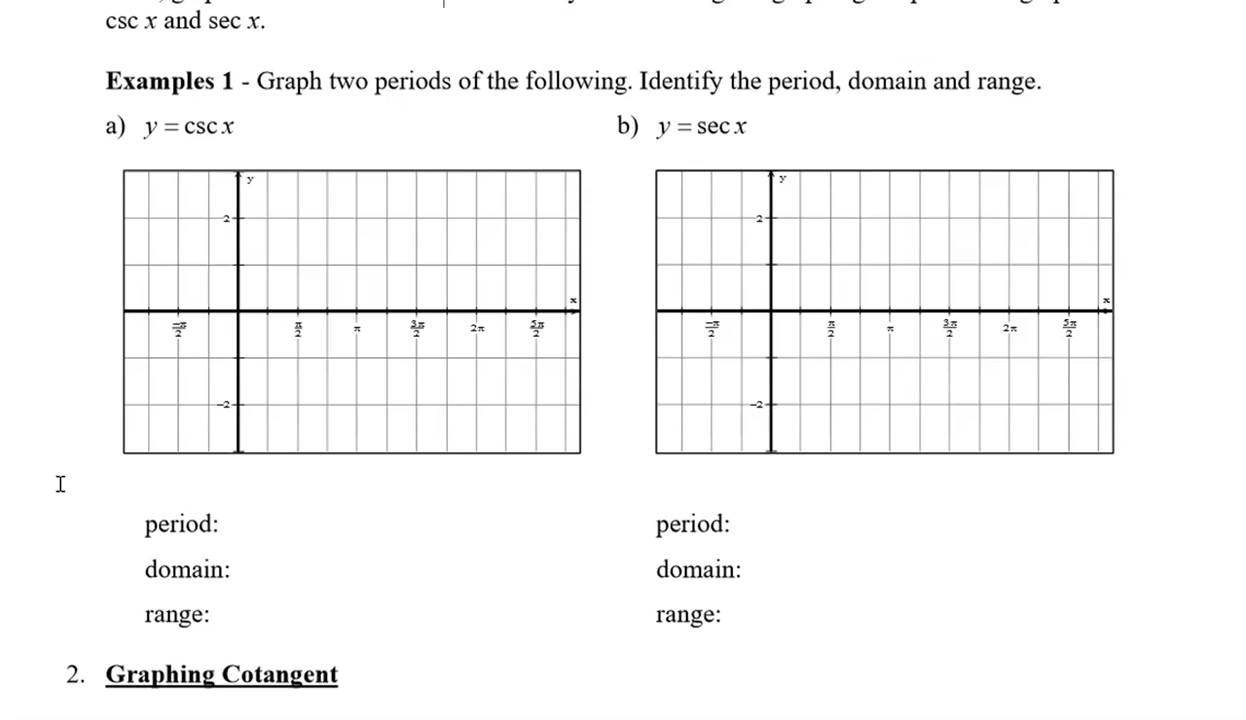 csc x and sec x.
Examples 1 - Graph two periods of the following. Identify the period, domain and range.
a) y = csc x
b) y = sec x
y
2
x
-π/2 π/2 π 3π/2 2π 5π/2
-2
y
2
x
-π/2 π/2 π 3π/2 2π 5π/2
-2
period:
domain:
range:
period:
domain:
range:
2. Graphing Cotangent